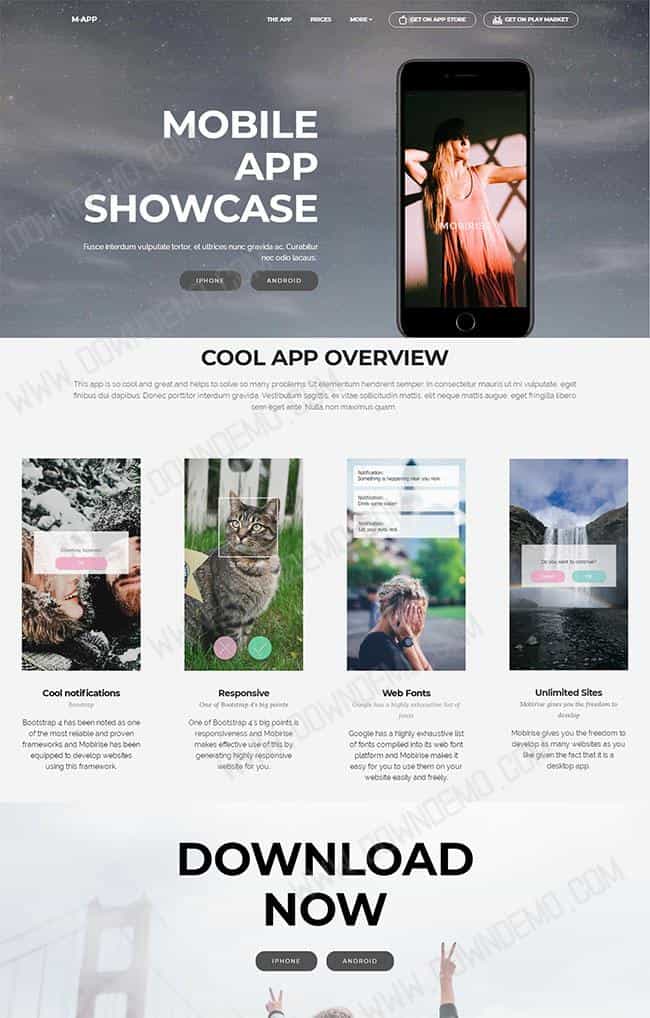 M-APP
THE APP
PRICES
MORE
GET ON APP STORE
GET ON PLAY MARKET
MOBILE
APP
SHOWCASE
Fusce interdum vulputate tortor, et ultrices nunc gravida ac. Curabitur
nec odio lacaus.
IPHONE
ANDROID
MOBIRISE
COOL APP OVERVIEW
This app is so cool and great and helps to solve so many problems. Ut elementum hendrerit semper. In consectetur mauris ut mi vulputate, eget
finibus dui dapibus. Donec porttitor interdum gravida. Vestibulum sagittis, ex vitae sollicitudin mattis, elit neque mattis augue, eget fringilla libero
sem eget ante. Nulla non maximus quam.
OK
Notification:
Something is happening near you now
Notification:
Drink some water!
Notification:
Do you want to continue?
Cool notifications
bootstrap
Bootstrap 4 has been noted as one
of the most reliable and proven
frameworks and Mobirise has been
equipped to develop websites
using this framework.
Responsive
One of Bootstrap 4's big points
One of Bootstrap 4's big points is
responsiveness and Mobirise
makes effective use of this by
generating highly responsive
website for you.
Web Fonts
Google has a highly exhaustive list of
fonts
Google has a highly exhaustive list
of fonts compiled into its web font
platform and Mobirise makes it
easy for you to use them on your
website easily and freely.
Unlimited Sites
Mobirise gives you the freedom to
develop
Mobirise gives you the freedom to
develop as many websites as you
like given the fact that it is a
desktop app.
DOWNLOAD
NOW
IPHONE
ANDROID
WWW.DOWNDEMO.COM